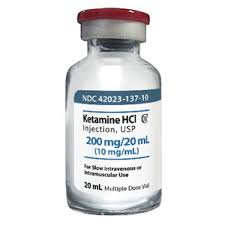 NDC 42023-137-10
Ketamine HCl
Injection, USP
200 mg/20 mL
(10 mg/mL)
For Slow Intravenous or
Intramuscular Use
20 mL Multiple Dose Vial